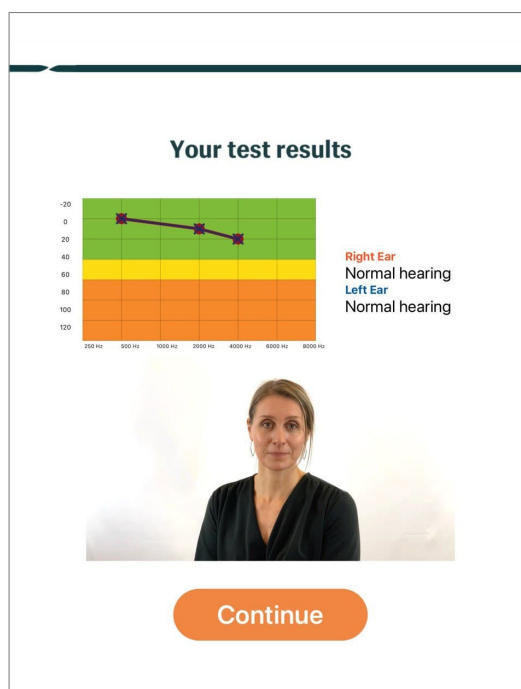 Your test results
-20
0
20
40
60
80
100
120
250 Hz 500 Hz 1000 Hz 2000 Hz 4000 Hz 6000 Hz 8000 Hz
Right Ear
Normal hearing
Left Ear
Normal hearing
Continue